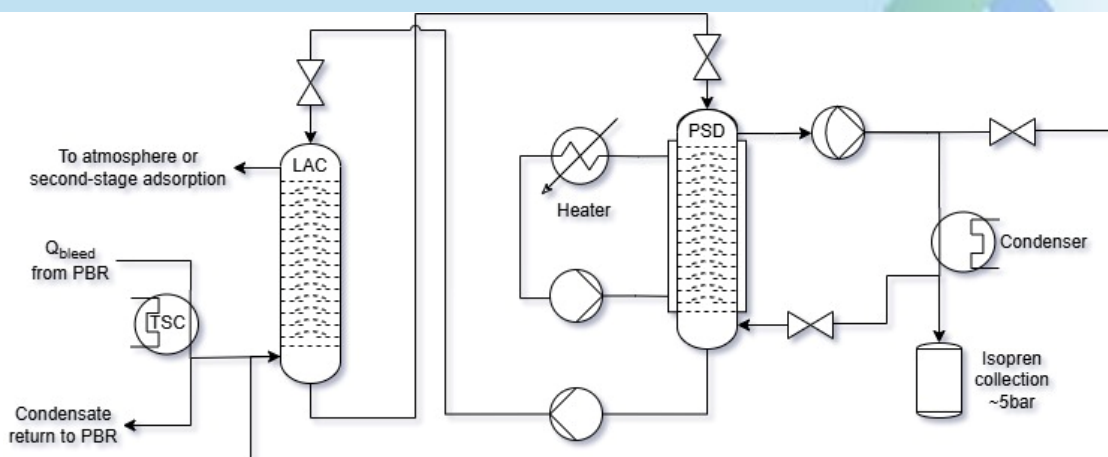 PSD
LAC
To atmosphere or
second-stage adsorption
Heater
Q_bleed
from PBR
Condenser
TSC
Isopren
collection
~5bar
Condensate
return to PBR